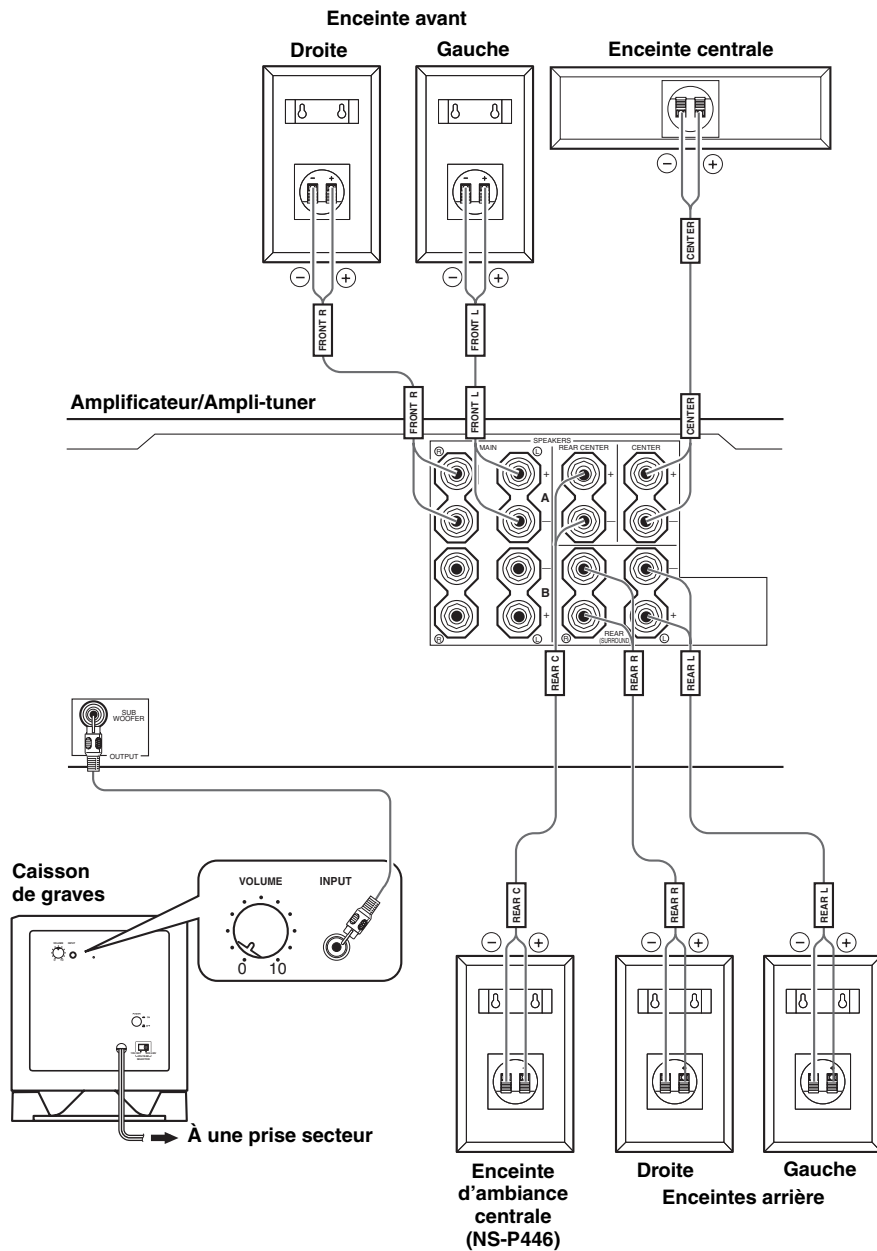 Enceinte avant
Droite
Gauche
Enceinte centrale
- +
- +
− +
− +
− +
FRONT R
FRONT L
CENTER
Amplificateur/Ampli-tuner
FRONT R
FRONT L
CENTER
SPEAKERS
R MAIN L
REAR CENTER
CENTER
+ + +
A
− − −
− −
B
+ +
R L
R REAR L
(SURROUND)
REAR C
REAR R
REAR L
SUB
WOOFER
OUTPUT
Caisson
de graves
VOLUME
INPUT
0 10
REAR C
REAR R
REAR L
− +
− +
− +
À une prise secteur
Enceinte
d'ambiance
centrale
(NS-P446)
Droite
Gauche
Enceintes arrière